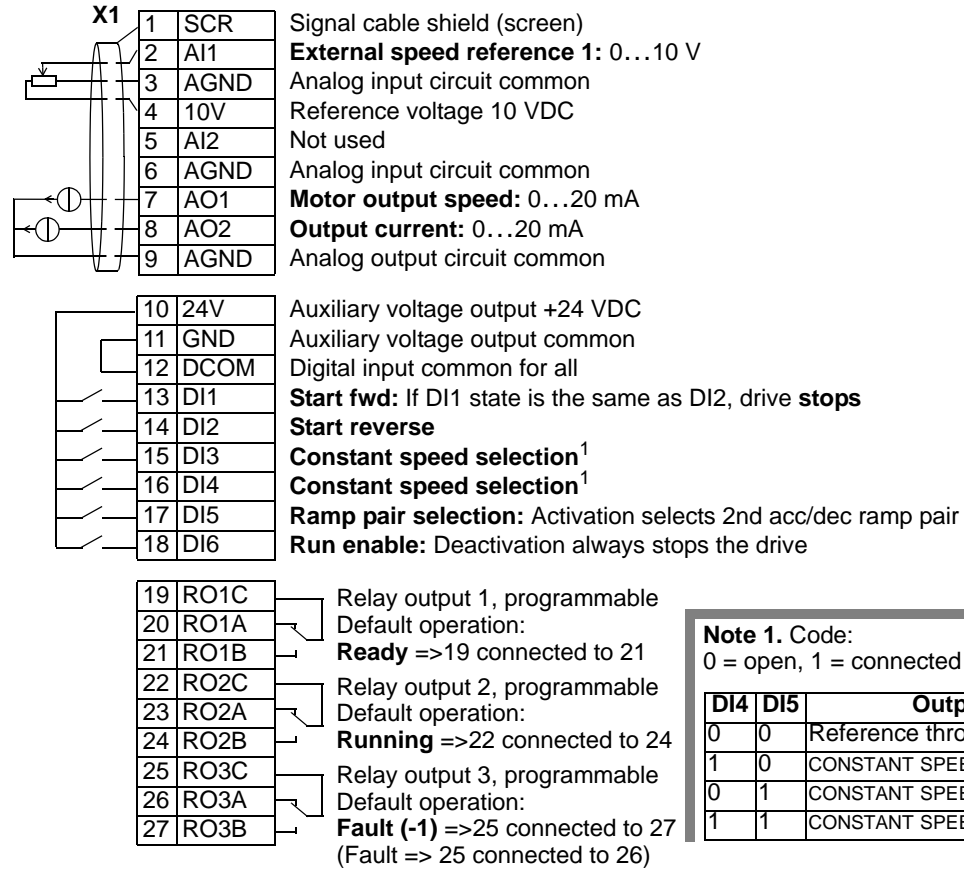 X1
1 SCR Signal cable shield (screen)
2 AI1 External speed reference 1: 0…10 V
3 AGND Analog input circuit common
4 10V Reference voltage 10 VDC
5 AI2 Not used
6 AGND Analog input circuit common
7 AO1 Motor output speed: 0…20 mA
8 AO2 Output current: 0…20 mA
9 AGND Analog output circuit common
10 24V Auxiliary voltage output +24 VDC
11 GND Auxiliary voltage output common
12 DCOM Digital input common for all
13 DI1 Start fwd: If DI1 state is the same as DI2, drive stops
14 DI2 Start reverse
15 DI3 Constant speed selection1
16 DI4 Constant speed selection1
17 DI5 Ramp pair selection: Activation selects 2nd acc/dec ramp pair
18 DI6 Run enable: Deactivation always stops the drive
19 RO1C Relay output 1, programmable
20 RO1A Default operation:
21 RO1B Ready =>19 connected to 21
22 RO2C Relay output 2, programmable
23 RO2A Default operation:
24 RO2B Running =>22 connected to 24
25 RO3C Relay output 3, programmable
26 RO3A Default operation:
27 RO3B Fault (-1) =>25 connected to 27
(Fault => 25 connected to 26)
Note 1. Code:
0 = open, 1 = connected
DI4 DI5
0 0 Reference
1 0 CONSTANT
0 1 CONSTANT
1 1 CONSTANT